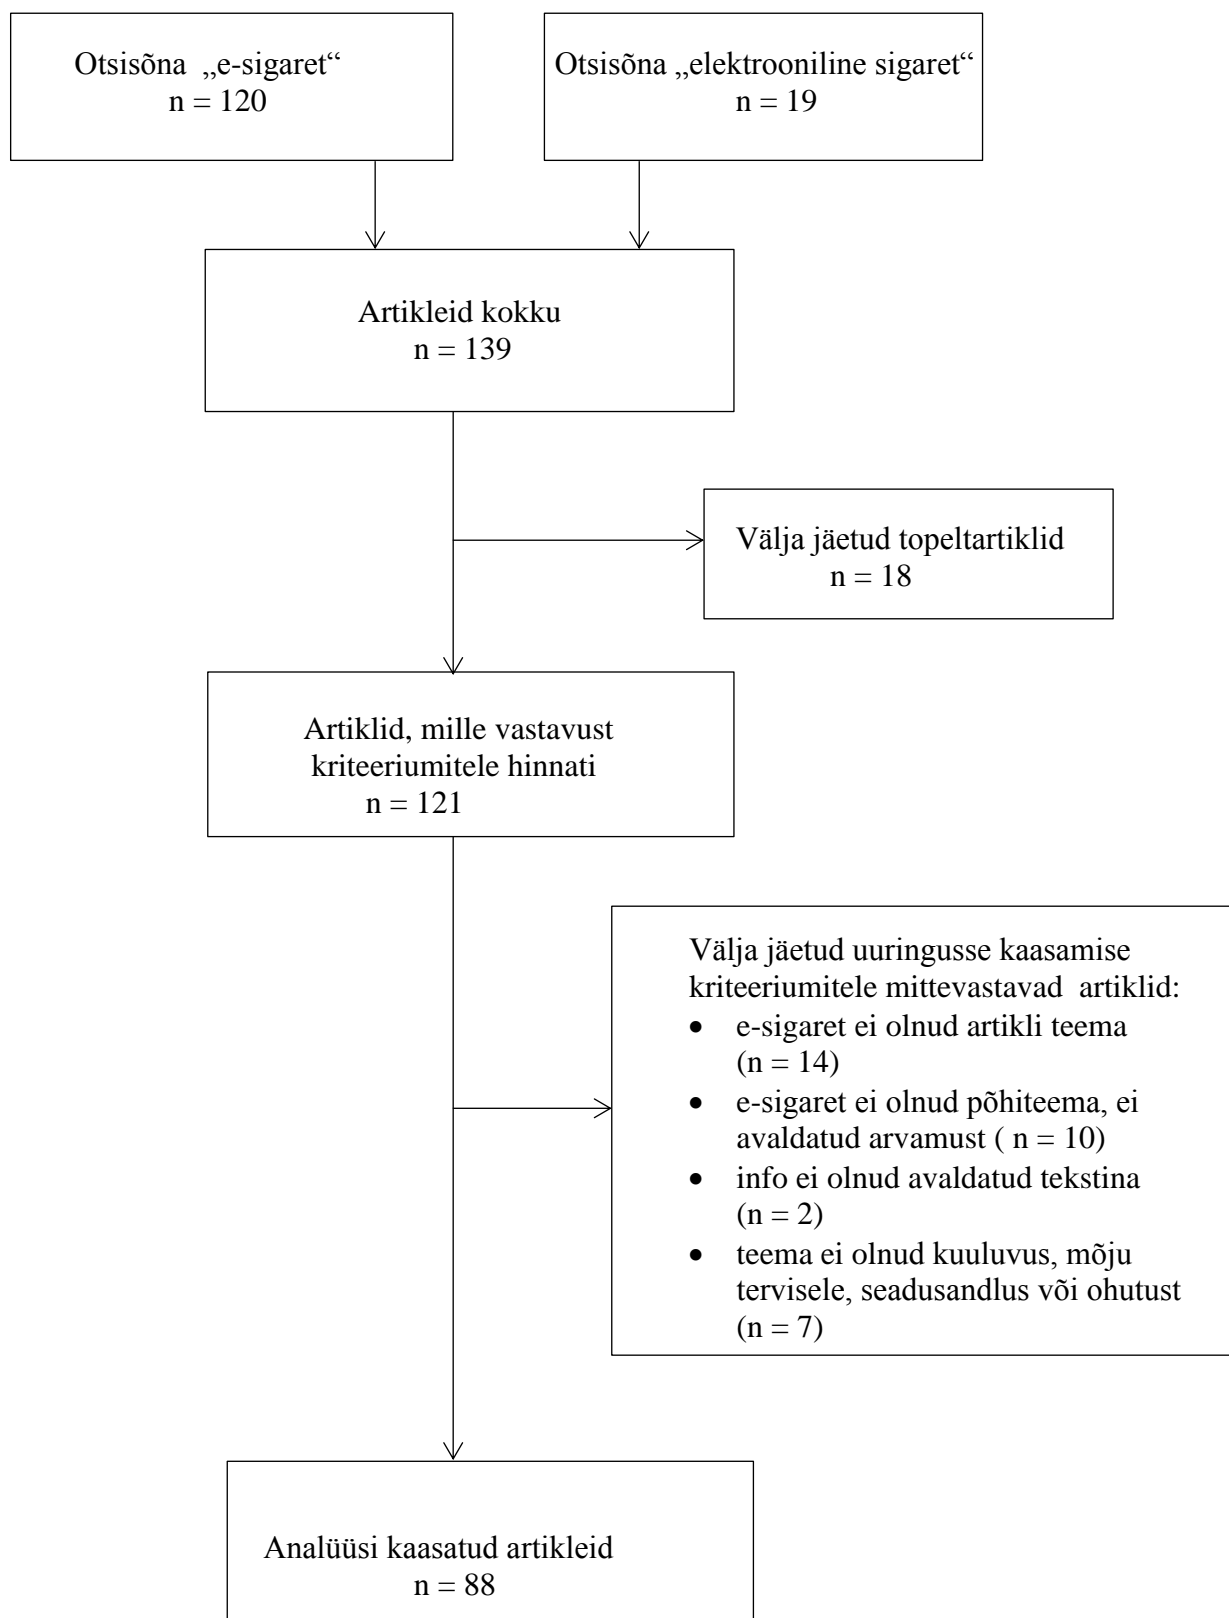 Otsisõna „e-sigaret“
n = 120
Otsisõna „elektrooniline sigaret“
n = 19
Artikleid kokku
n = 139
Välja jäetud topeltartiklid
n = 18
Artiklid, mille vastavust
kriteeriumitele hinnati
n = 121
Välja jäetud uuringusse kaasamise
kriteeriumitele mittevastavad artiklid:
• e-sigaret ei olnud artikli teema
(n = 14)
• e-sigaret ei olnud põhiteema, ei
avaldatud arvamust ( n = 10)
• info ei olnud avaldatud tekstina
(n = 2)
• teema ei olnud kuuluvus, mõju
tervisele, seadusandlus või ohutust
(n = 7)
Analüüsi kaasatud artikleid
n = 88